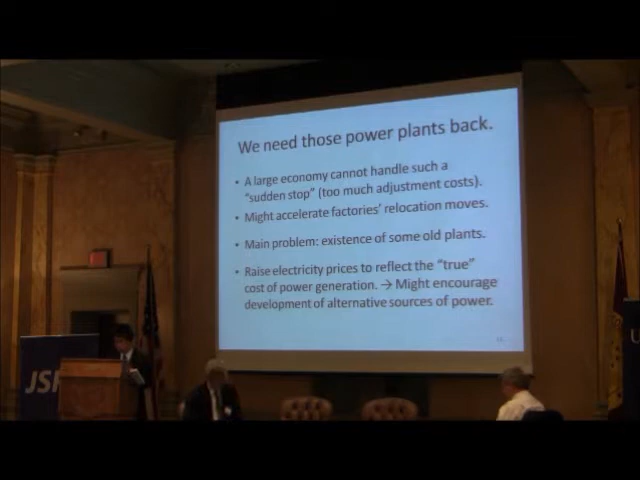 We need those power plants back.
• A large economy cannot handle such a
"sudden stop" (too much adjustment costs).
• Might accelerate factories' relocation moves.
• Main problem: existence of some old plants.
• Raise electricity prices to reflect the "true"
cost of power generation. → Might encourage
development of alternative sources of power.
JS
U